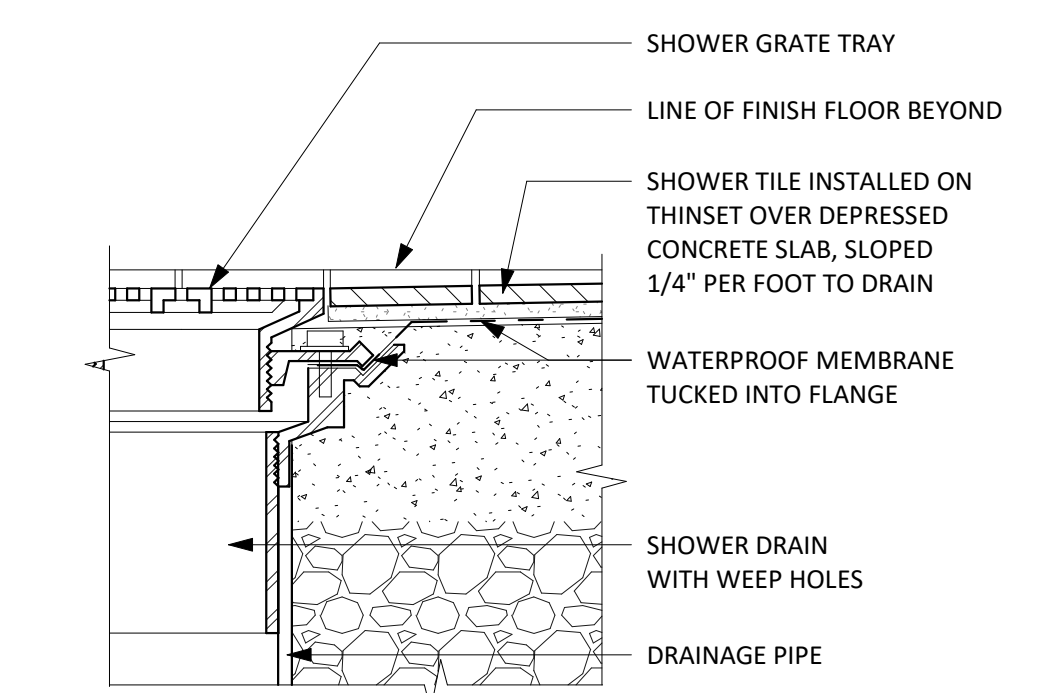 SHOWER GRATE TRAY
LINE OF FINISH FLOOR BEYOND
SHOWER TILE INSTALLED ON
THINSET OVER DEPRESSED
CONCRETE SLAB, SLOPED
1/4" PER FOOT TO DRAIN
WATERPROOF MEMBRANE
TUCKED INTO FLANGE
SHOWER DRAIN
WITH WEEP HOLES
DRAINAGE PIPE